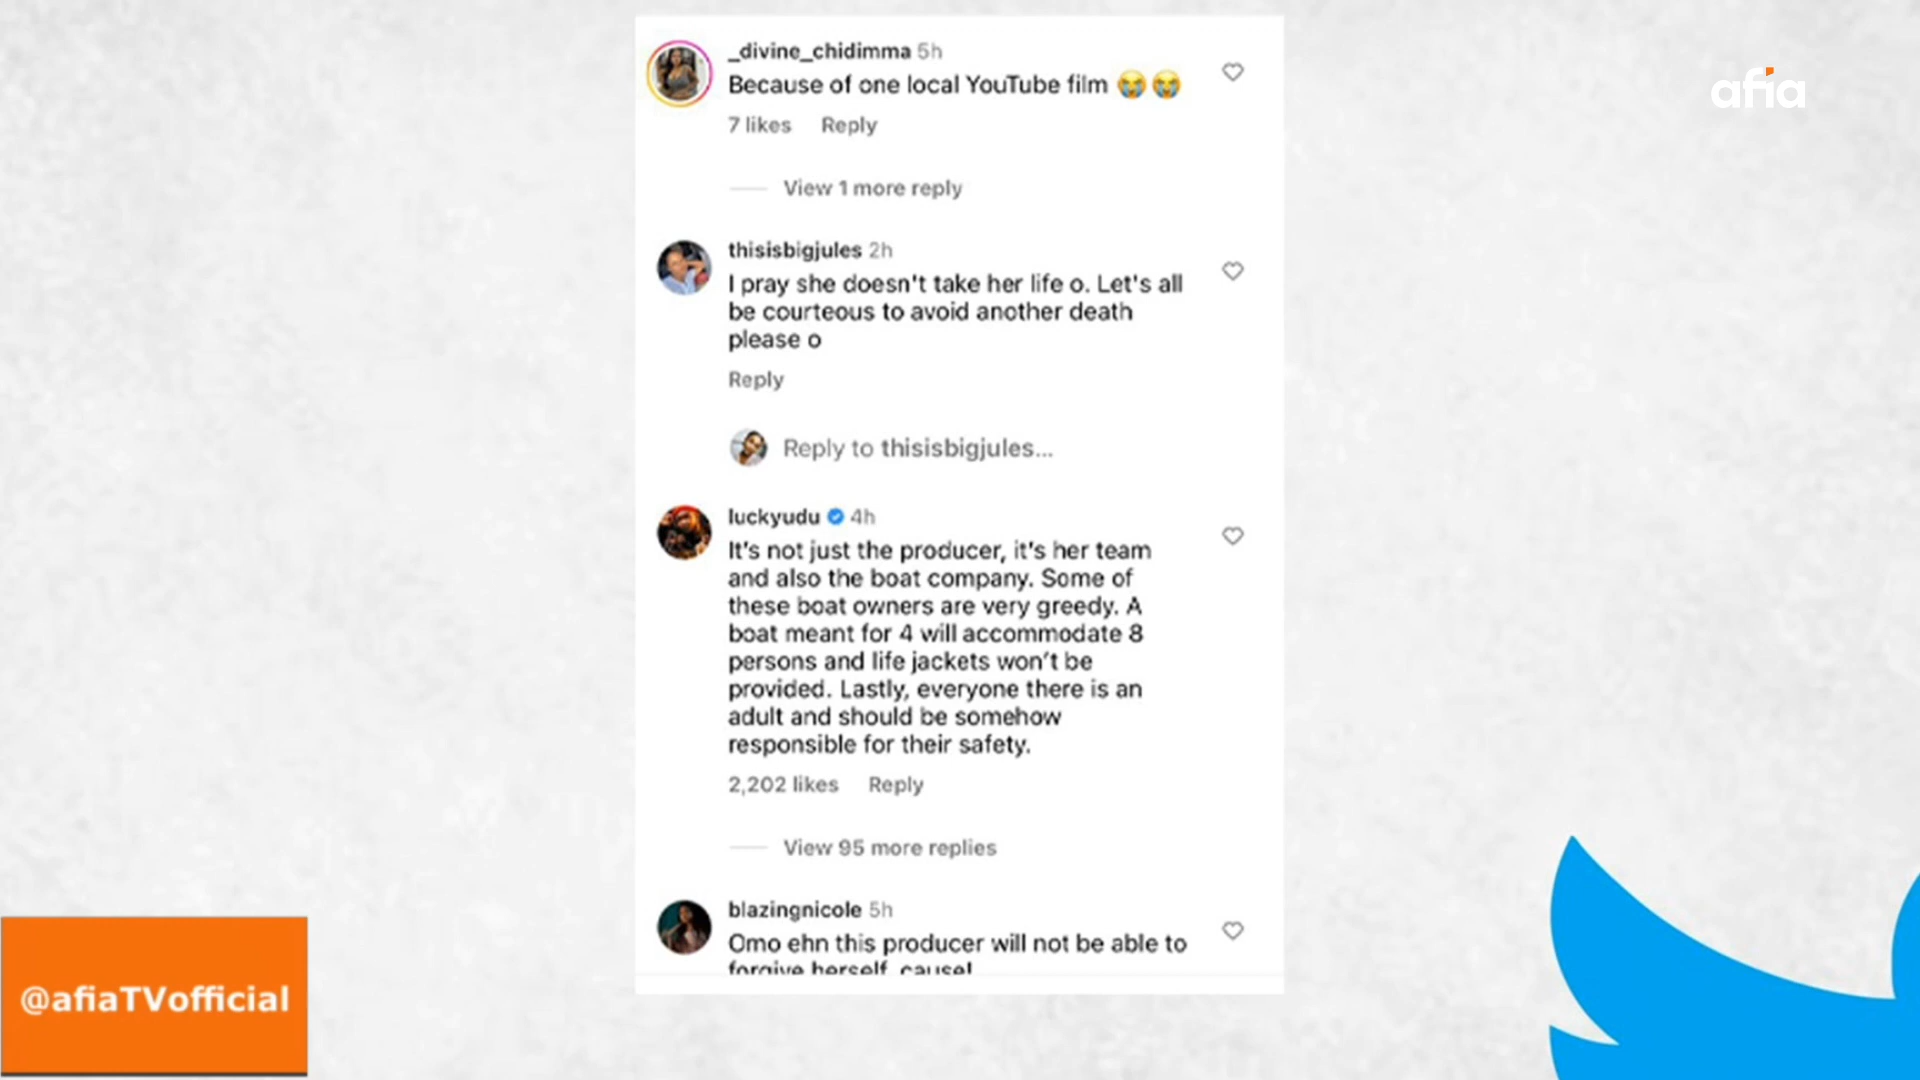 _divine_chidimma 5h
Because of one local YouTube film 😭😭
7 likes Reply
View 1 more reply
thisisbigjules 2h
I pray she doesn't take her life o. Let's all
be courteous to avoid another death
please o
Reply
Reply to thisisbigjules...
luckyudu 4h
It's not just the producer, it's her team
and also the boat company. Some of
these boat owners are very greedy. A
boat meant for 4 will accommodate 8
persons and life jackets won't be
provided. Lastly, everyone there is an
adult and should be somehow
responsible for their safety.
2,202 likes Reply
View 95 more replies
blazingnicole 5h
Omo ehn this producer will not be able to
forgive herself, cause!
afia
@afiaTVofficial